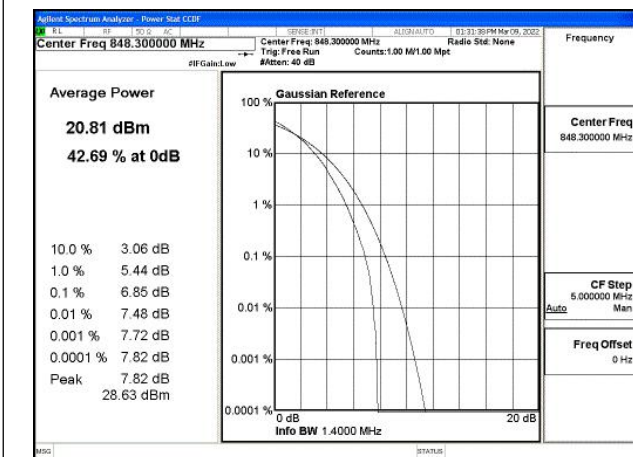 Agilent Spectrum Analyzer - Power Stat CCDF
RL RF 50 Ω AC SENSE:INT ALIGNAUTO 01:31:39 PM Mar 09, 2022
Center Freq 848.300000 MHz
Center Freq: 848.300000 MHz Radio Std: None
Trig: Free Run Counts:1.00 M/1.00 Mpt
#IFGain:Low #Atten: 40 dB
Frequency
Average Power
20.81 dBm
42.69 % at 0dB
10.0 % 3.06 dB
1.0 % 5.44 dB
0.1 % 6.85 dB
0.01 % 7.48 dB
0.001 % 7.72 dB
0.0001 % 7.82 dB
Peak 7.82 dB
28.63 dBm
Gaussian Reference
100 %
10 %
1 %
0.1 %
0.01 %
0.001 %
0.0001 %
0 dB 20 dB
Info BW 1.4000 MHz
Center Freq
848.300000 MHz
CF Step
5.000000 MHz
Auto Man
Freq Offset
0 Hz
MSG STATUS